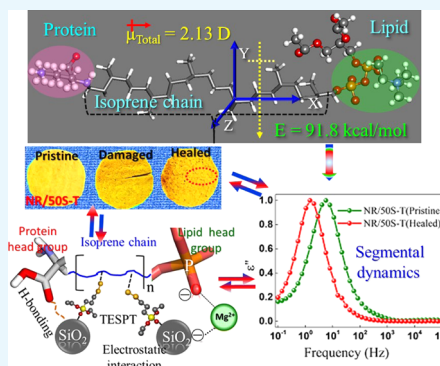 Protein
μTotal = 2.13 D
Lipid
Y
Isoprene chain
X
Z
E = 91.8 kcal/mol
Pristine
Damaged
Healed
NR/50S-T
Protein
head group
Isoprene chain
Lipid head
group
P
n
H-bonding
TESPT
Mg2+
SiO2
SiO2
Electrostatic
interaction
1.0
0.8
0.6
0.4
0.2
0.0
ε"
NR/50S-T(Pristine
NR/50S-T(Healed)
Segmental
dynamics
10-1 100 101 102 103 104
Frequency (Hz)